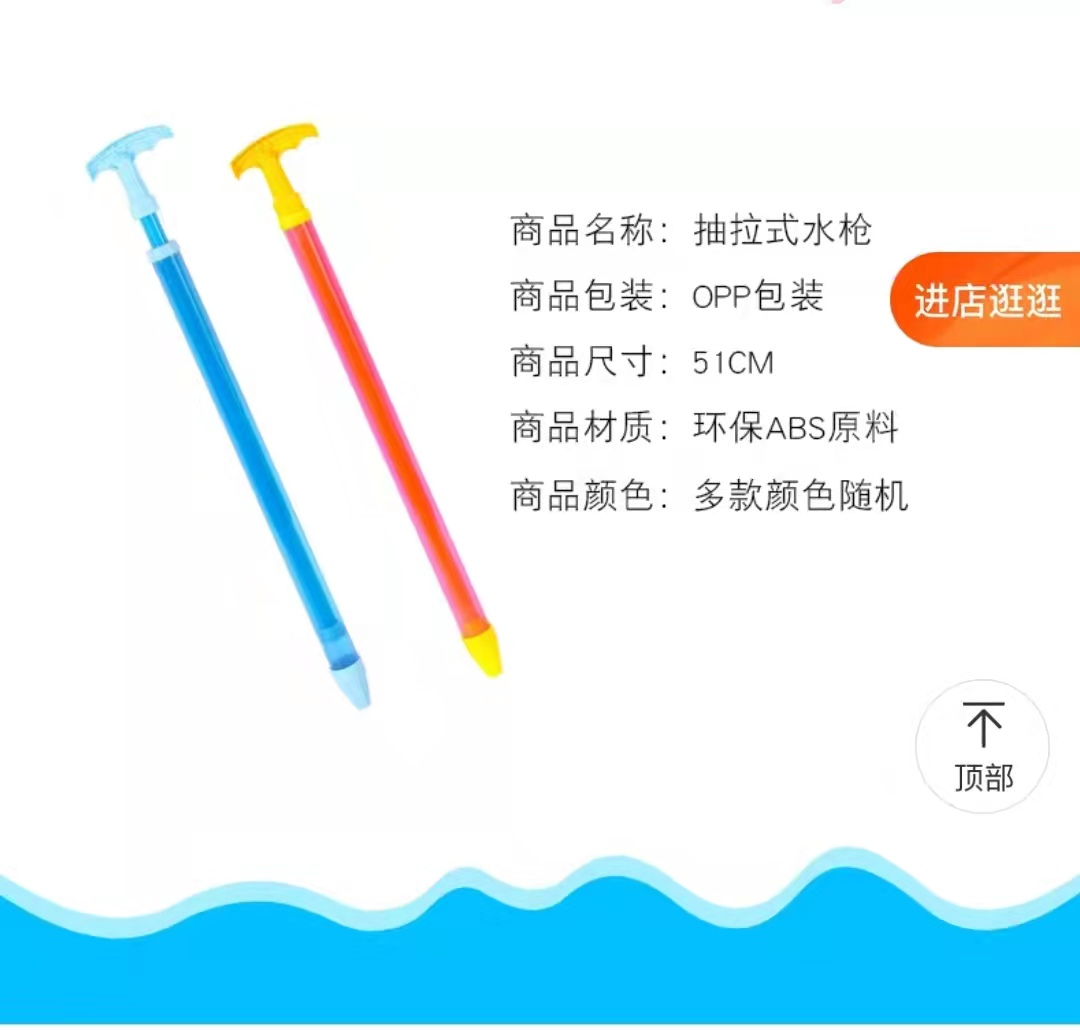 商品名称：抽拉式水枪
商品包装：OPP包装
进店逛逛
商品尺寸：51CM
商品材质：环保ABS原料
商品颜色：多款颜色随机
顶部